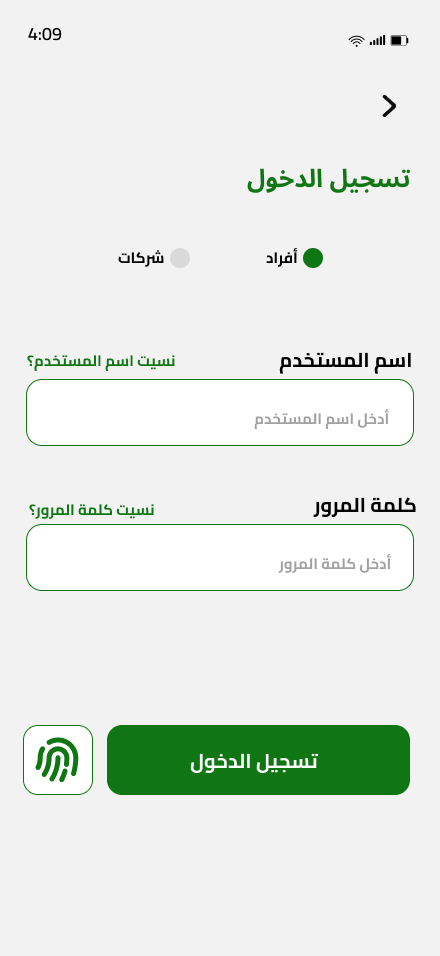 4:09
تسجيل الدخول
أفراد
شركات
اسم المستخدم
نسيت اسم المستخدم؟
أدخل اسم المستخدم
كلمة المرور
نسيت كلمة المرور؟
أدخل كلمة المرور
تسجيل الدخول